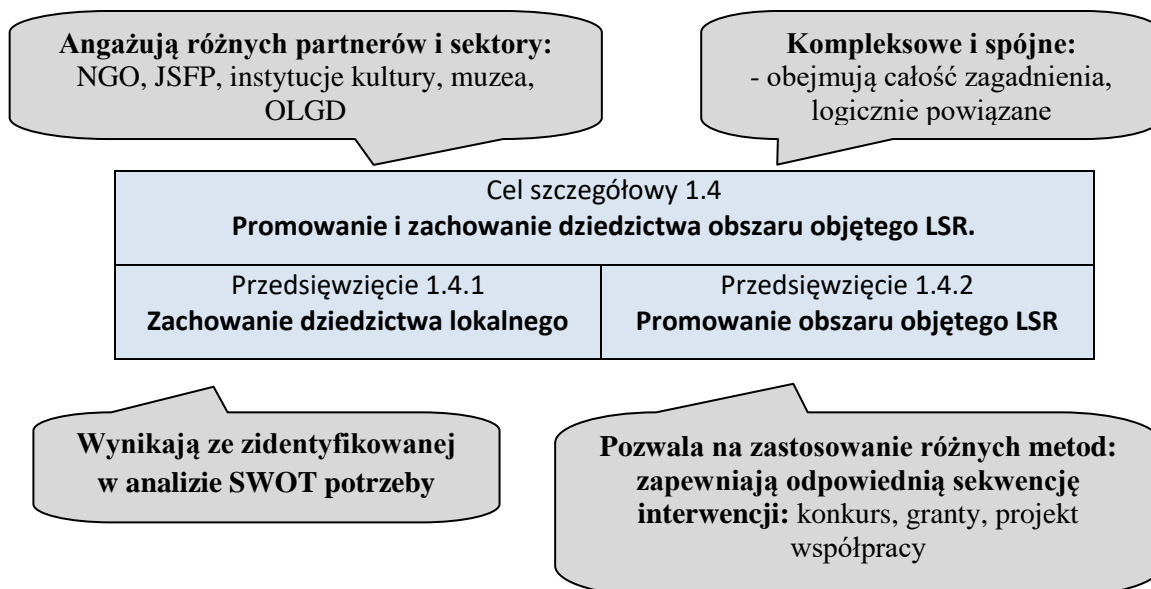 Angażują różnych partnerów i sektory:
NGO, JSFP, instytucje kultury, muzea,
OLGD
Kompleksowe i spójne:
- obejmują całość zagadnienia,
logicznie powiązane
Cel szczegółowy 1.4
Promowanie i zachowanie dziedzictwa obszaru objętego LSR.
Przedsięwzięcie 1.4.1
Zachowanie dziedzictwa lokalnego
Przedsięwzięcie 1.4.2
Promowanie obszaru objętego LSR
Wynikają ze zidentyfikowanej
w analizie SWOT potrzeby
Pozwala na zastosowanie różnych metod:
zapewniają odpowiednią sekwencję
interwencji: konkurs, granty, projekt
współpracy